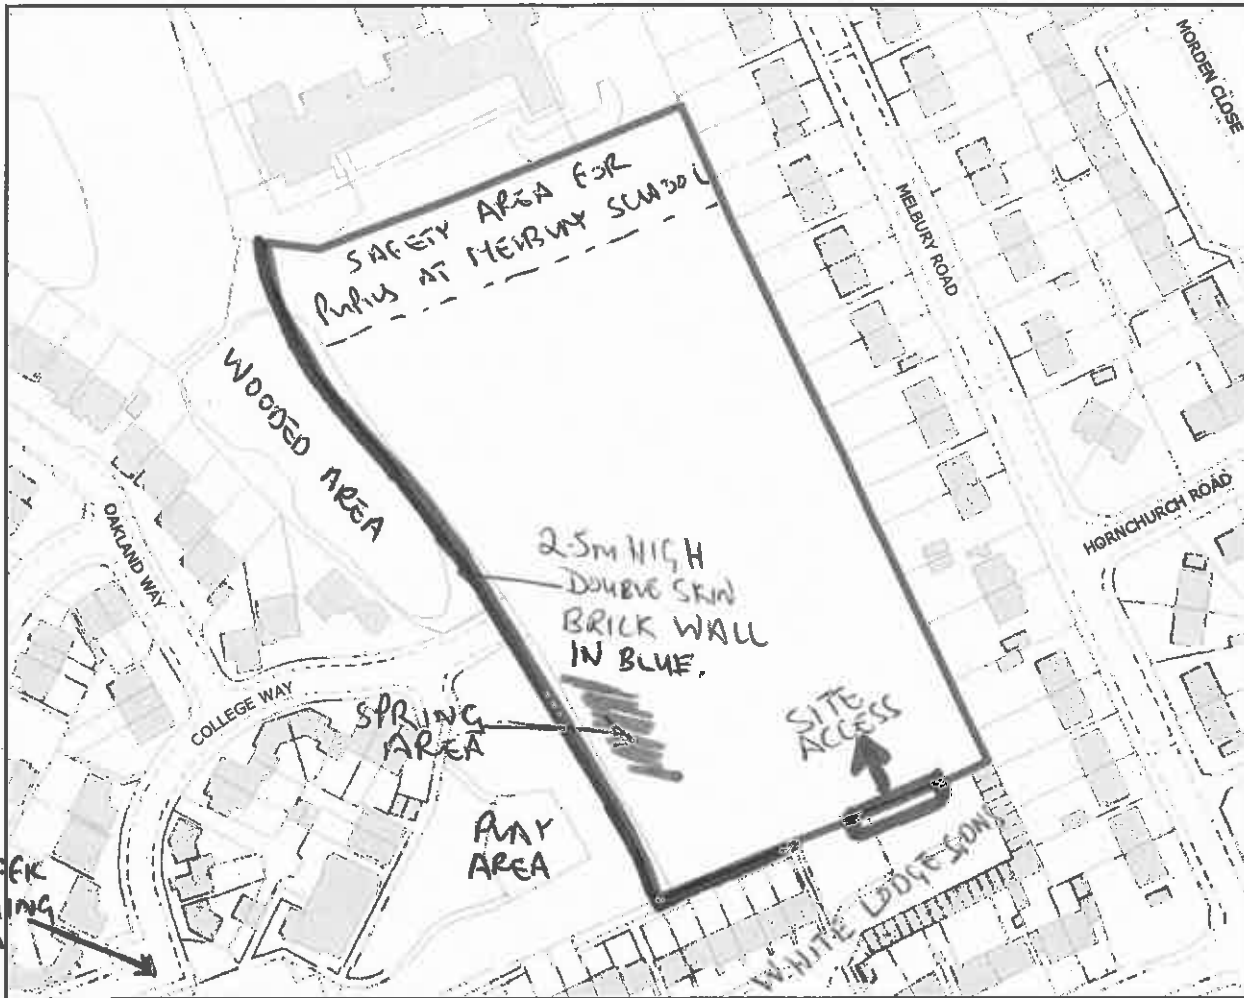 MORDEN CLOSE
SAFETY AREA FOR
PUPILS AT MELBURY SCHOOL
MELBURY ROAD
WOODED AREA
HORNCHURCH ROAD
OAKLAND WAY
2.5m HIGH
DOUBLE SKIN
BRICK WALL
IN BLUE.
COLLEGE WAY
SPRING
AREA
SITE
ACCESS
PLAY
AREA
WHITE LODGE GDNS